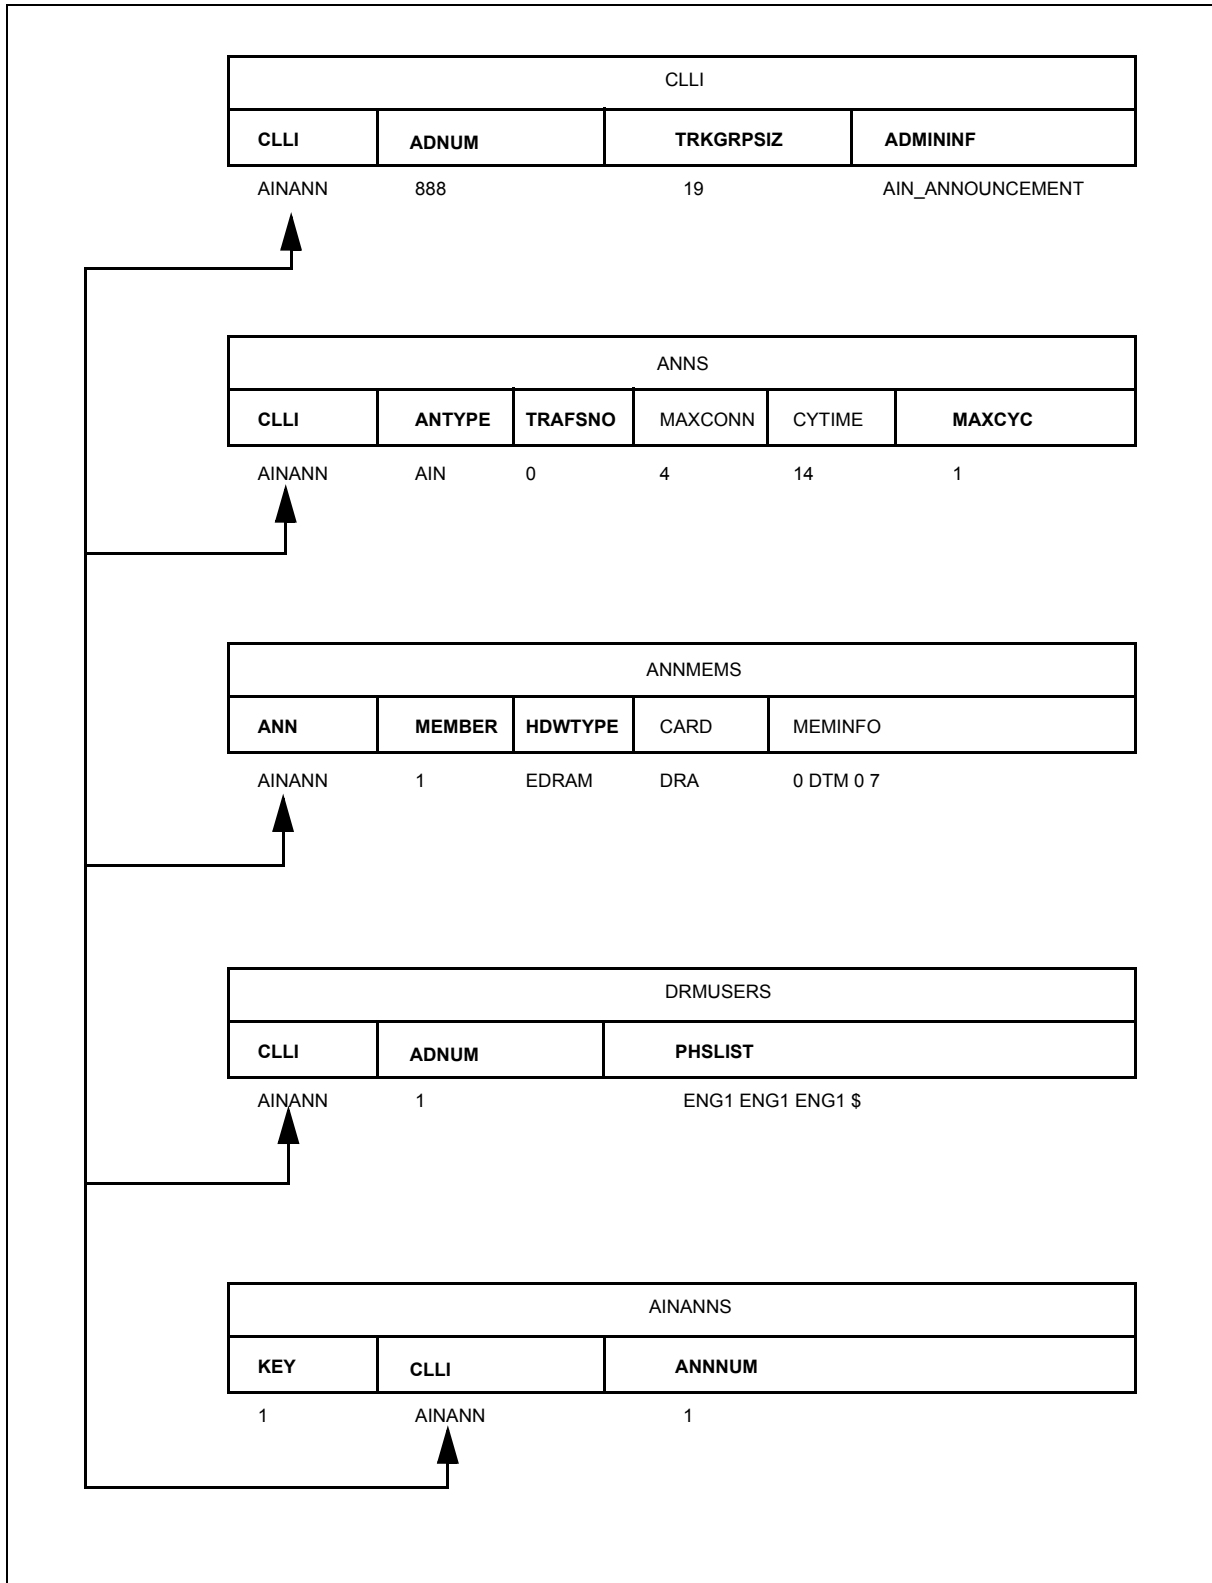 CLLI
CLLI ADNUM TRKGRPSIZ ADMININF
AINANN 888 19 AIN_ANNOUNCEMENT
ANNS
CLLI ANTYPE TRAFSNO MAXCONN CYTIME MAXCYC
AINANN AIN 0 4 14 1
ANNMEMS
ANN MEMBER HDWTYPE CARD MEMINFO
AINANN 1 EDRAM DRA 0 DTM 0 7
DRMUSERS
CLLI ADNUM PHSLIST
AINANN 1 ENG1 ENG1 ENG1 $
AINANNS
KEY CLLI ANNNUM
1 AINANN 1